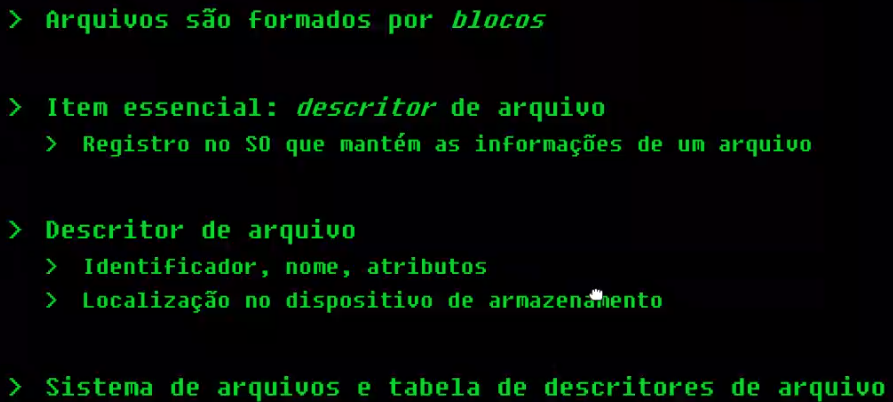 > Arquivos são formados por blocos
> Item essencial: descritor de arquivo
> Registro no SO que mantém as informações de um arquivo
> Descritor de arquivo
> Identificador, nome, atributos
> Localização no dispositivo de armazenamento
> Sistema de arquivos e tabela de descritores de arquivo